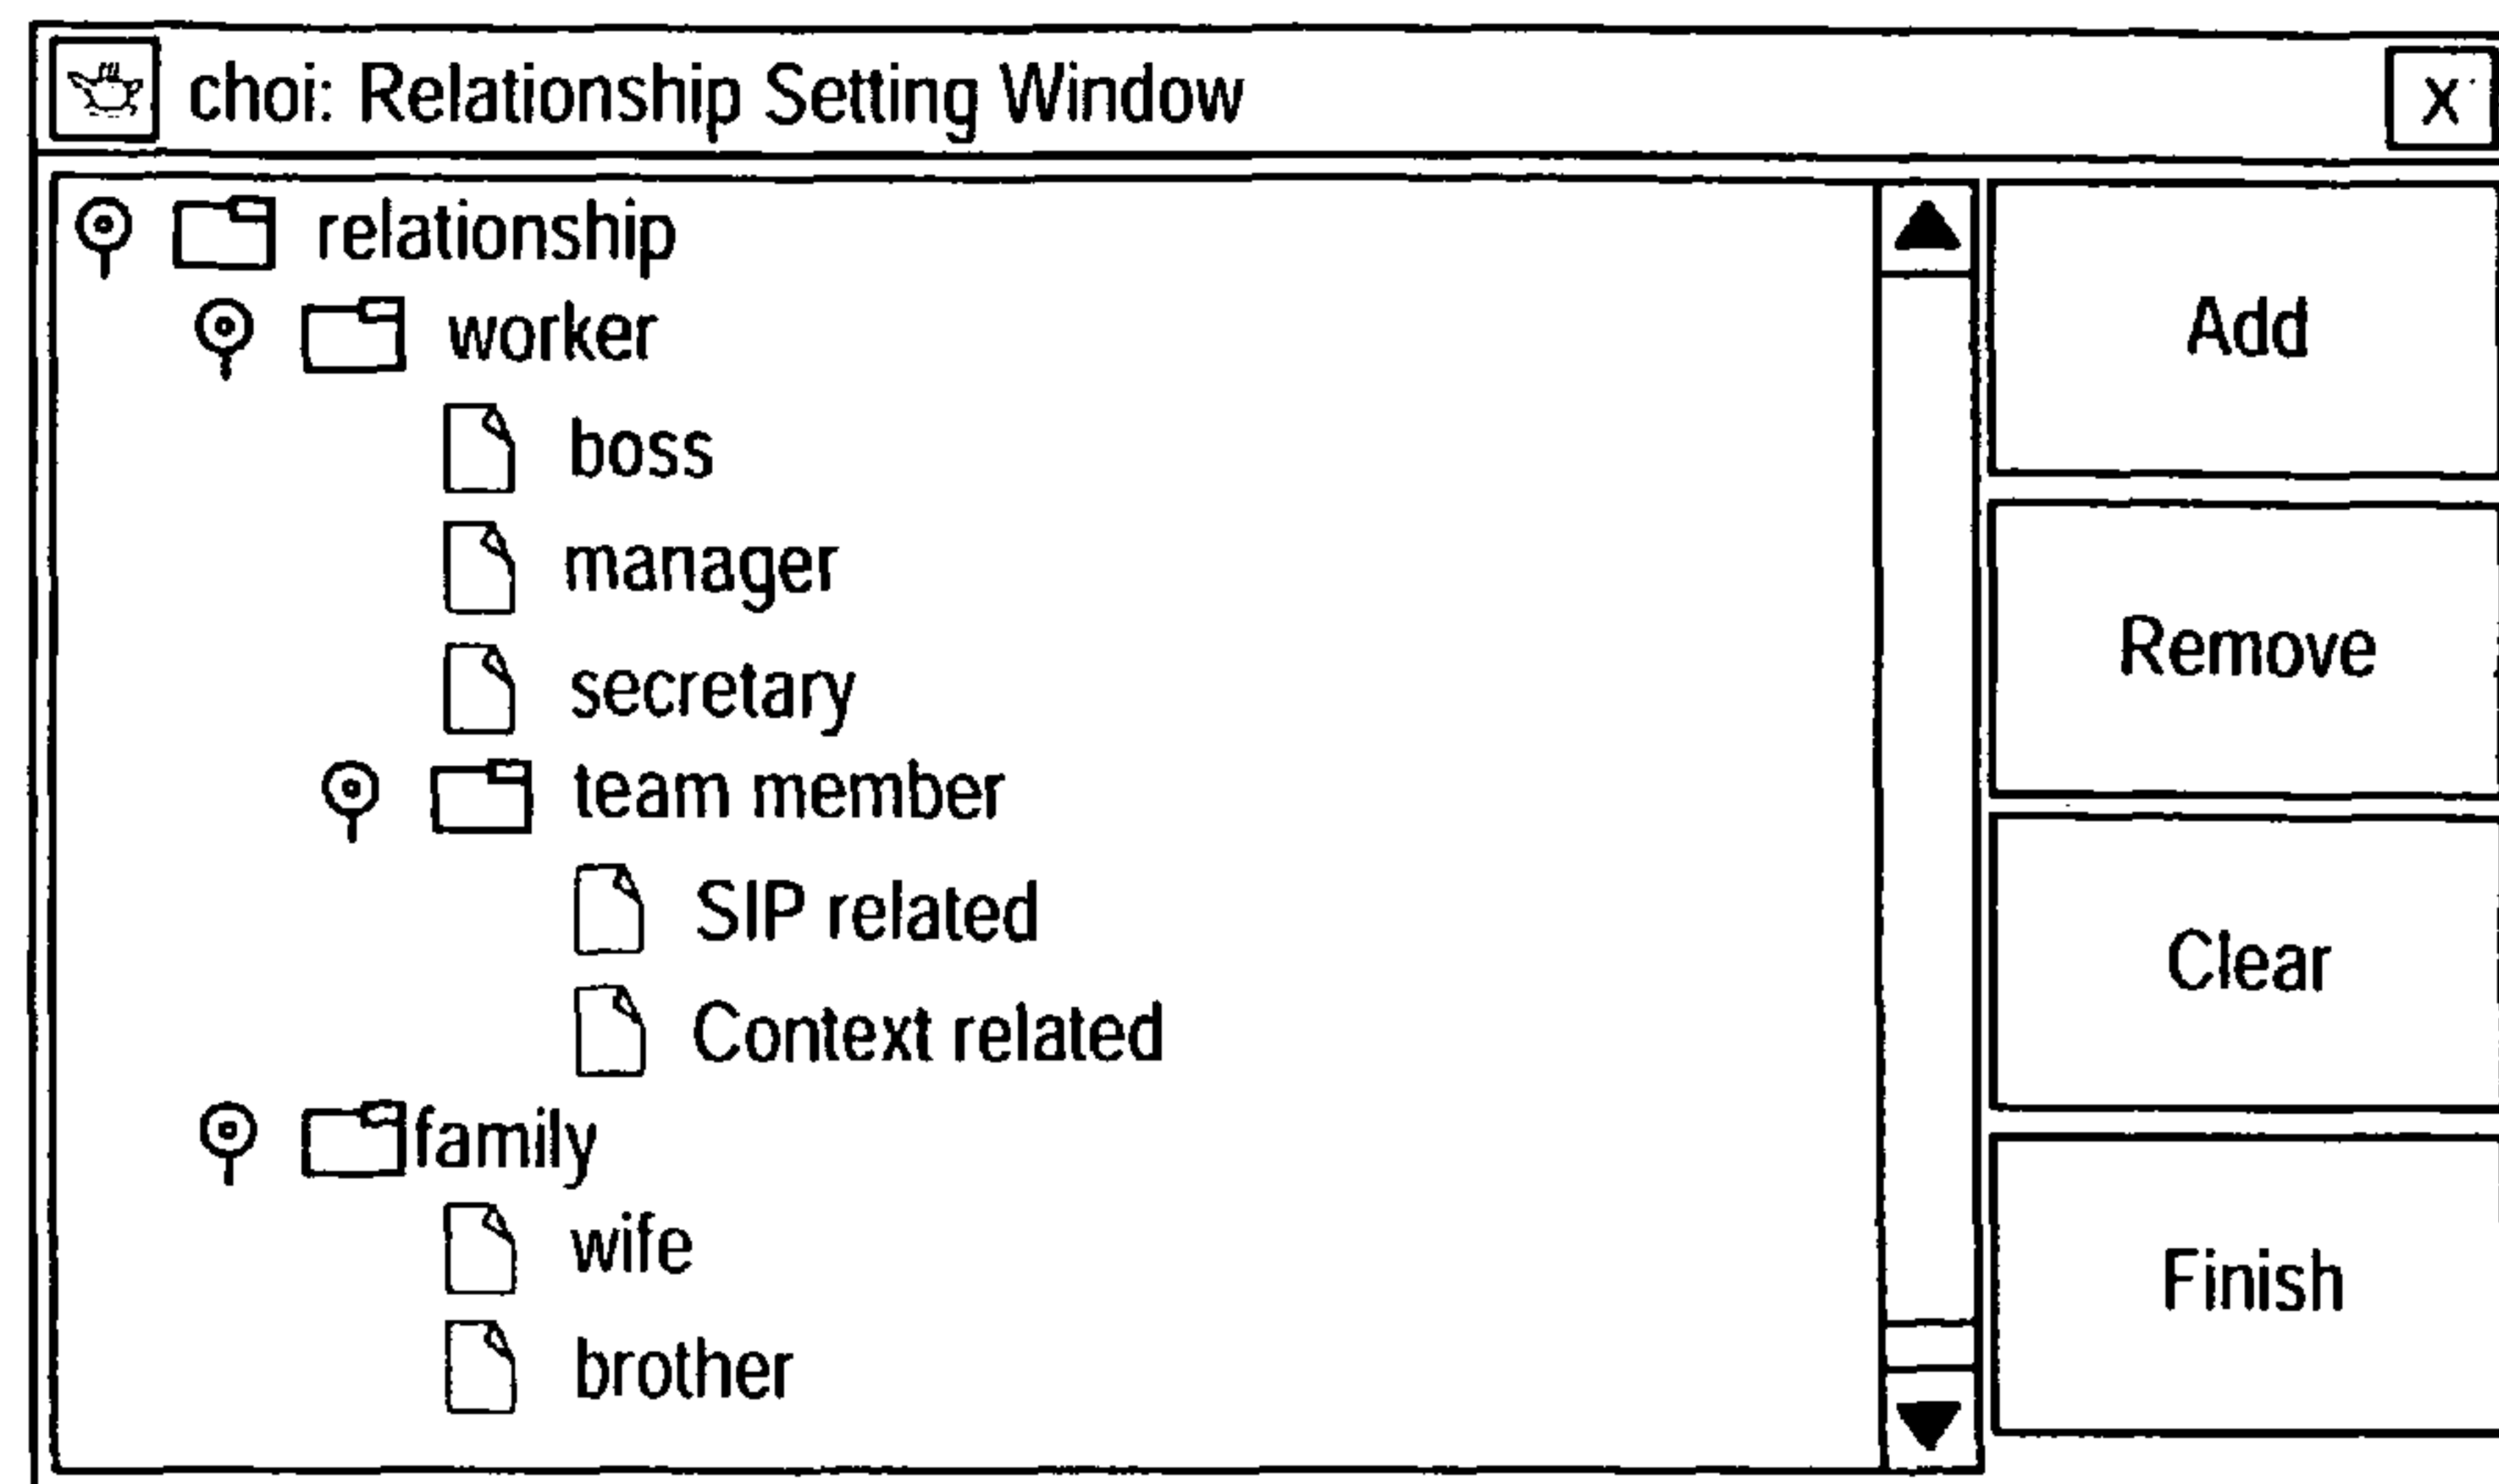 choi: Relationship Setting Window
X
relationship
worker
boss
manager
secretary
team member
SIP related
Context related
family
wife
brother
Add
Remove
Clear
Finish